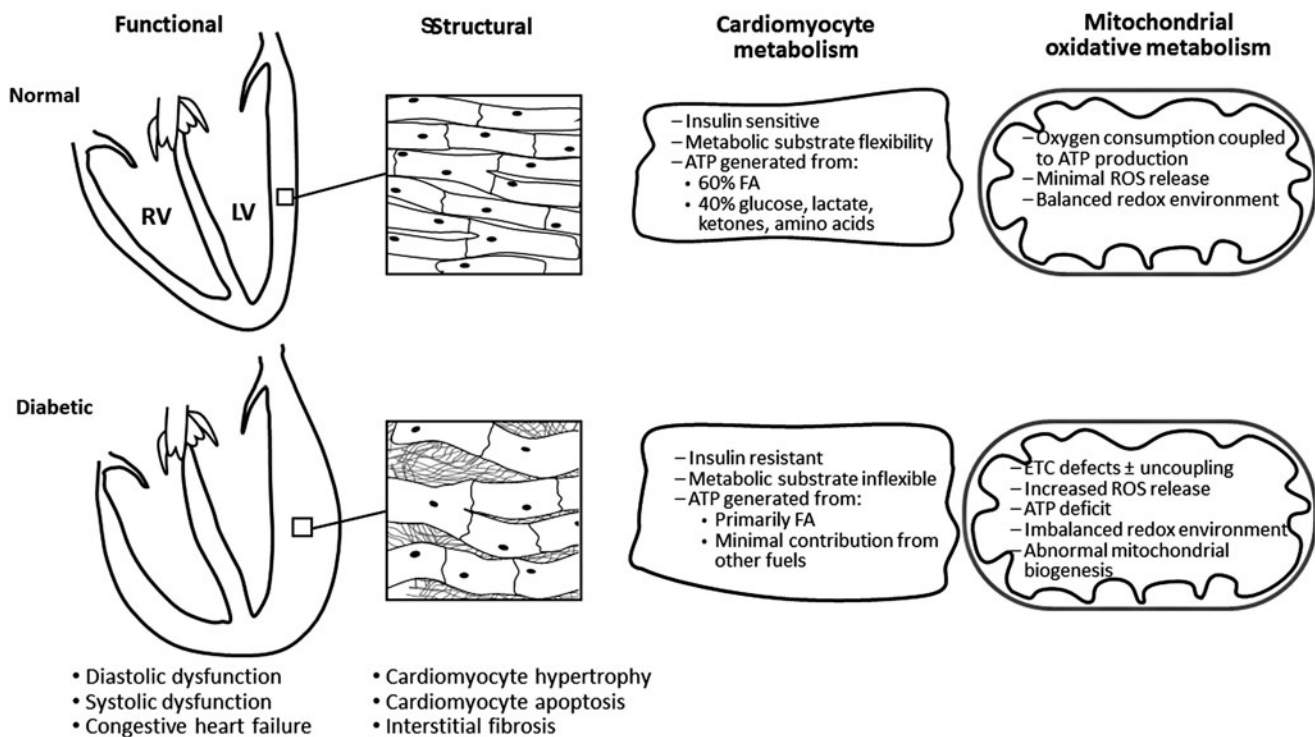 Functional
SStructural
Cardiomyocyte
metabolism
Mitochondrial
oxidative metabolism
Normal
RV
LV
– Insulin sensitive
– Metabolic substrate flexibility
– ATP generated from:
• 60% FA
• 40% glucose, lactate,
ketones, amino acids
– Oxygen consumption coupled
to ATP production
– Minimal ROS release
– Balanced redox environment
Diabetic
– Insulin resistant
– Metabolic substrate inflexible
– ATP generated from:
• Primarily FA
• Minimal contribution from
other fuels
– ETC defects ± uncoupling
– Increased ROS release
– ATP deficit
– Imbalanced redox environment
– Abnormal mitochondrial
biogenesis
• Diastolic dysfunction
• Systolic dysfunction
• Congestive heart failure
• Cardiomyocyte hypertrophy
• Cardiomyocyte apoptosis
• Interstitial fibrosis